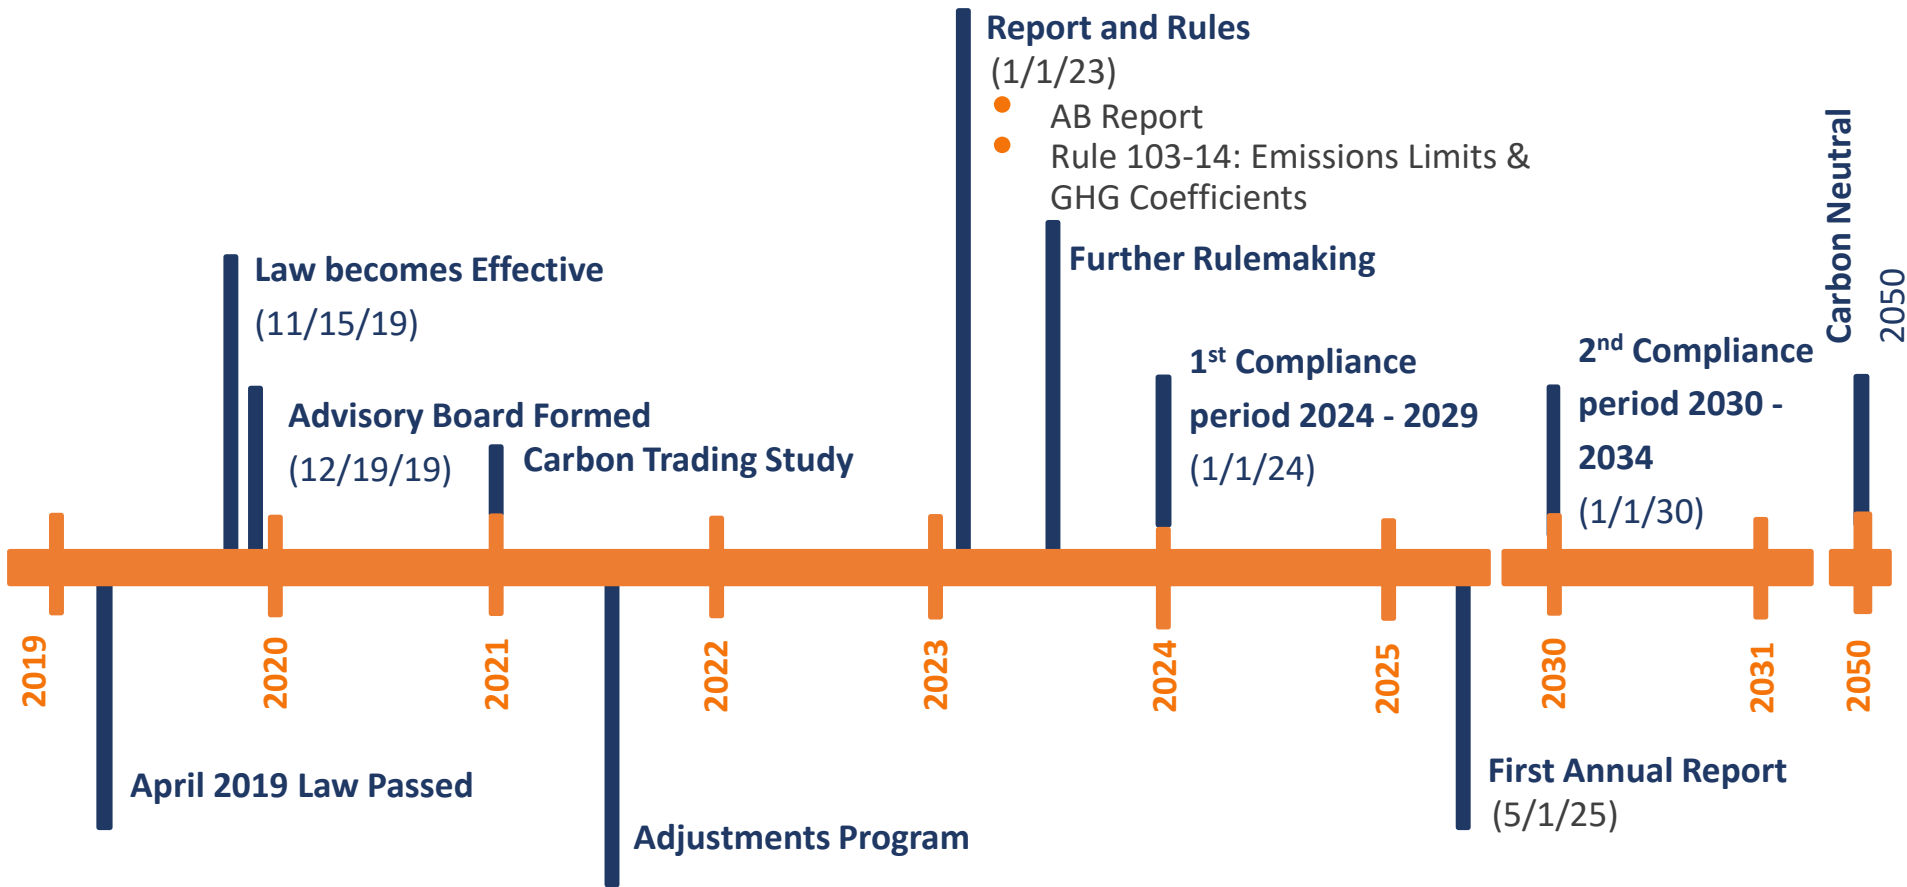 Report and Rules
(1/1/23)
AB Report
Rule 103-14: Emissions Limits &
GHG Coefficients
Further Rulemaking
Law becomes Effective
(11/15/19)
Advisory Board Formed
(12/19/19)
Carbon Trading Study
1st Compliance
period 2024 - 2029
(1/1/24)
2nd Compliance
period 2030 -
2034
(1/1/30)
Carbon Neutral
2050
2019
2020
2021
2022
2023
2024
2025
2030
2031
2050
April 2019 Law Passed
Adjustments Program
First Annual Report
(5/1/25)